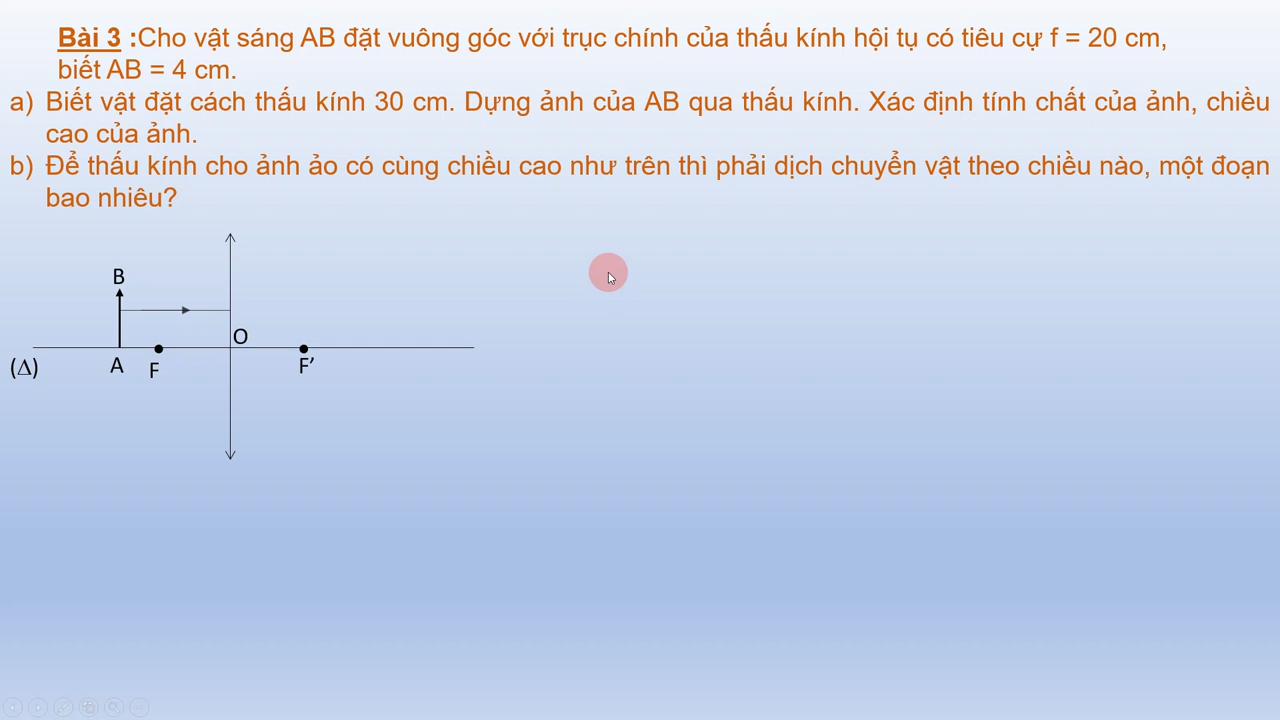 Bài 3 :Cho vật sáng AB đặt vuông góc với trục chính của thấu kính hội tụ có tiêu cự f = 20 cm,
biết AB = 4 cm.
a) Biết vật đặt cách thấu kính 30 cm. Dựng ảnh của AB qua thấu kính. Xác định tính chất của ảnh, chiều
cao của ảnh.
b) Để thấu kính cho ảnh ảo có cùng chiều cao như trên thì phải dịch chuyển vật theo chiều nào, một đoạn
bao nhiêu?
B
O
(Δ) A F F’